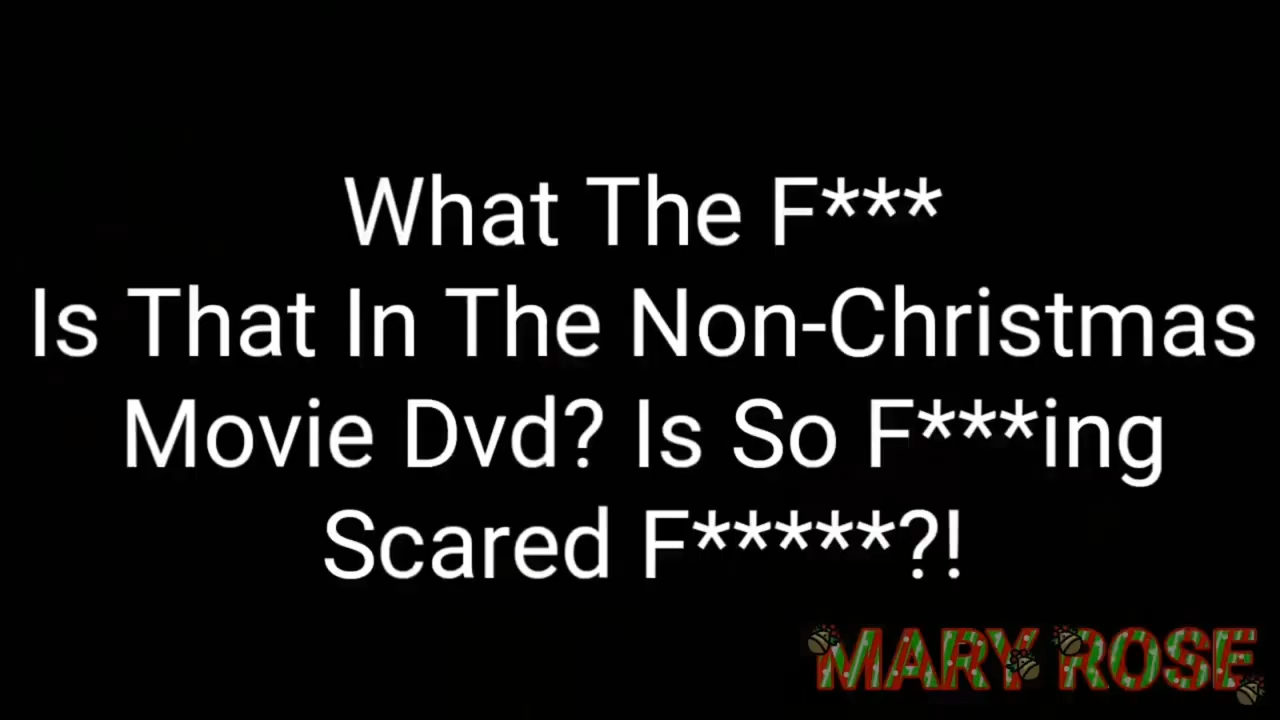 What The F***
Is That In The Non-Christmas
Movie Dvd? Is So F***ing
Scared F*****?!
MARY ROSE